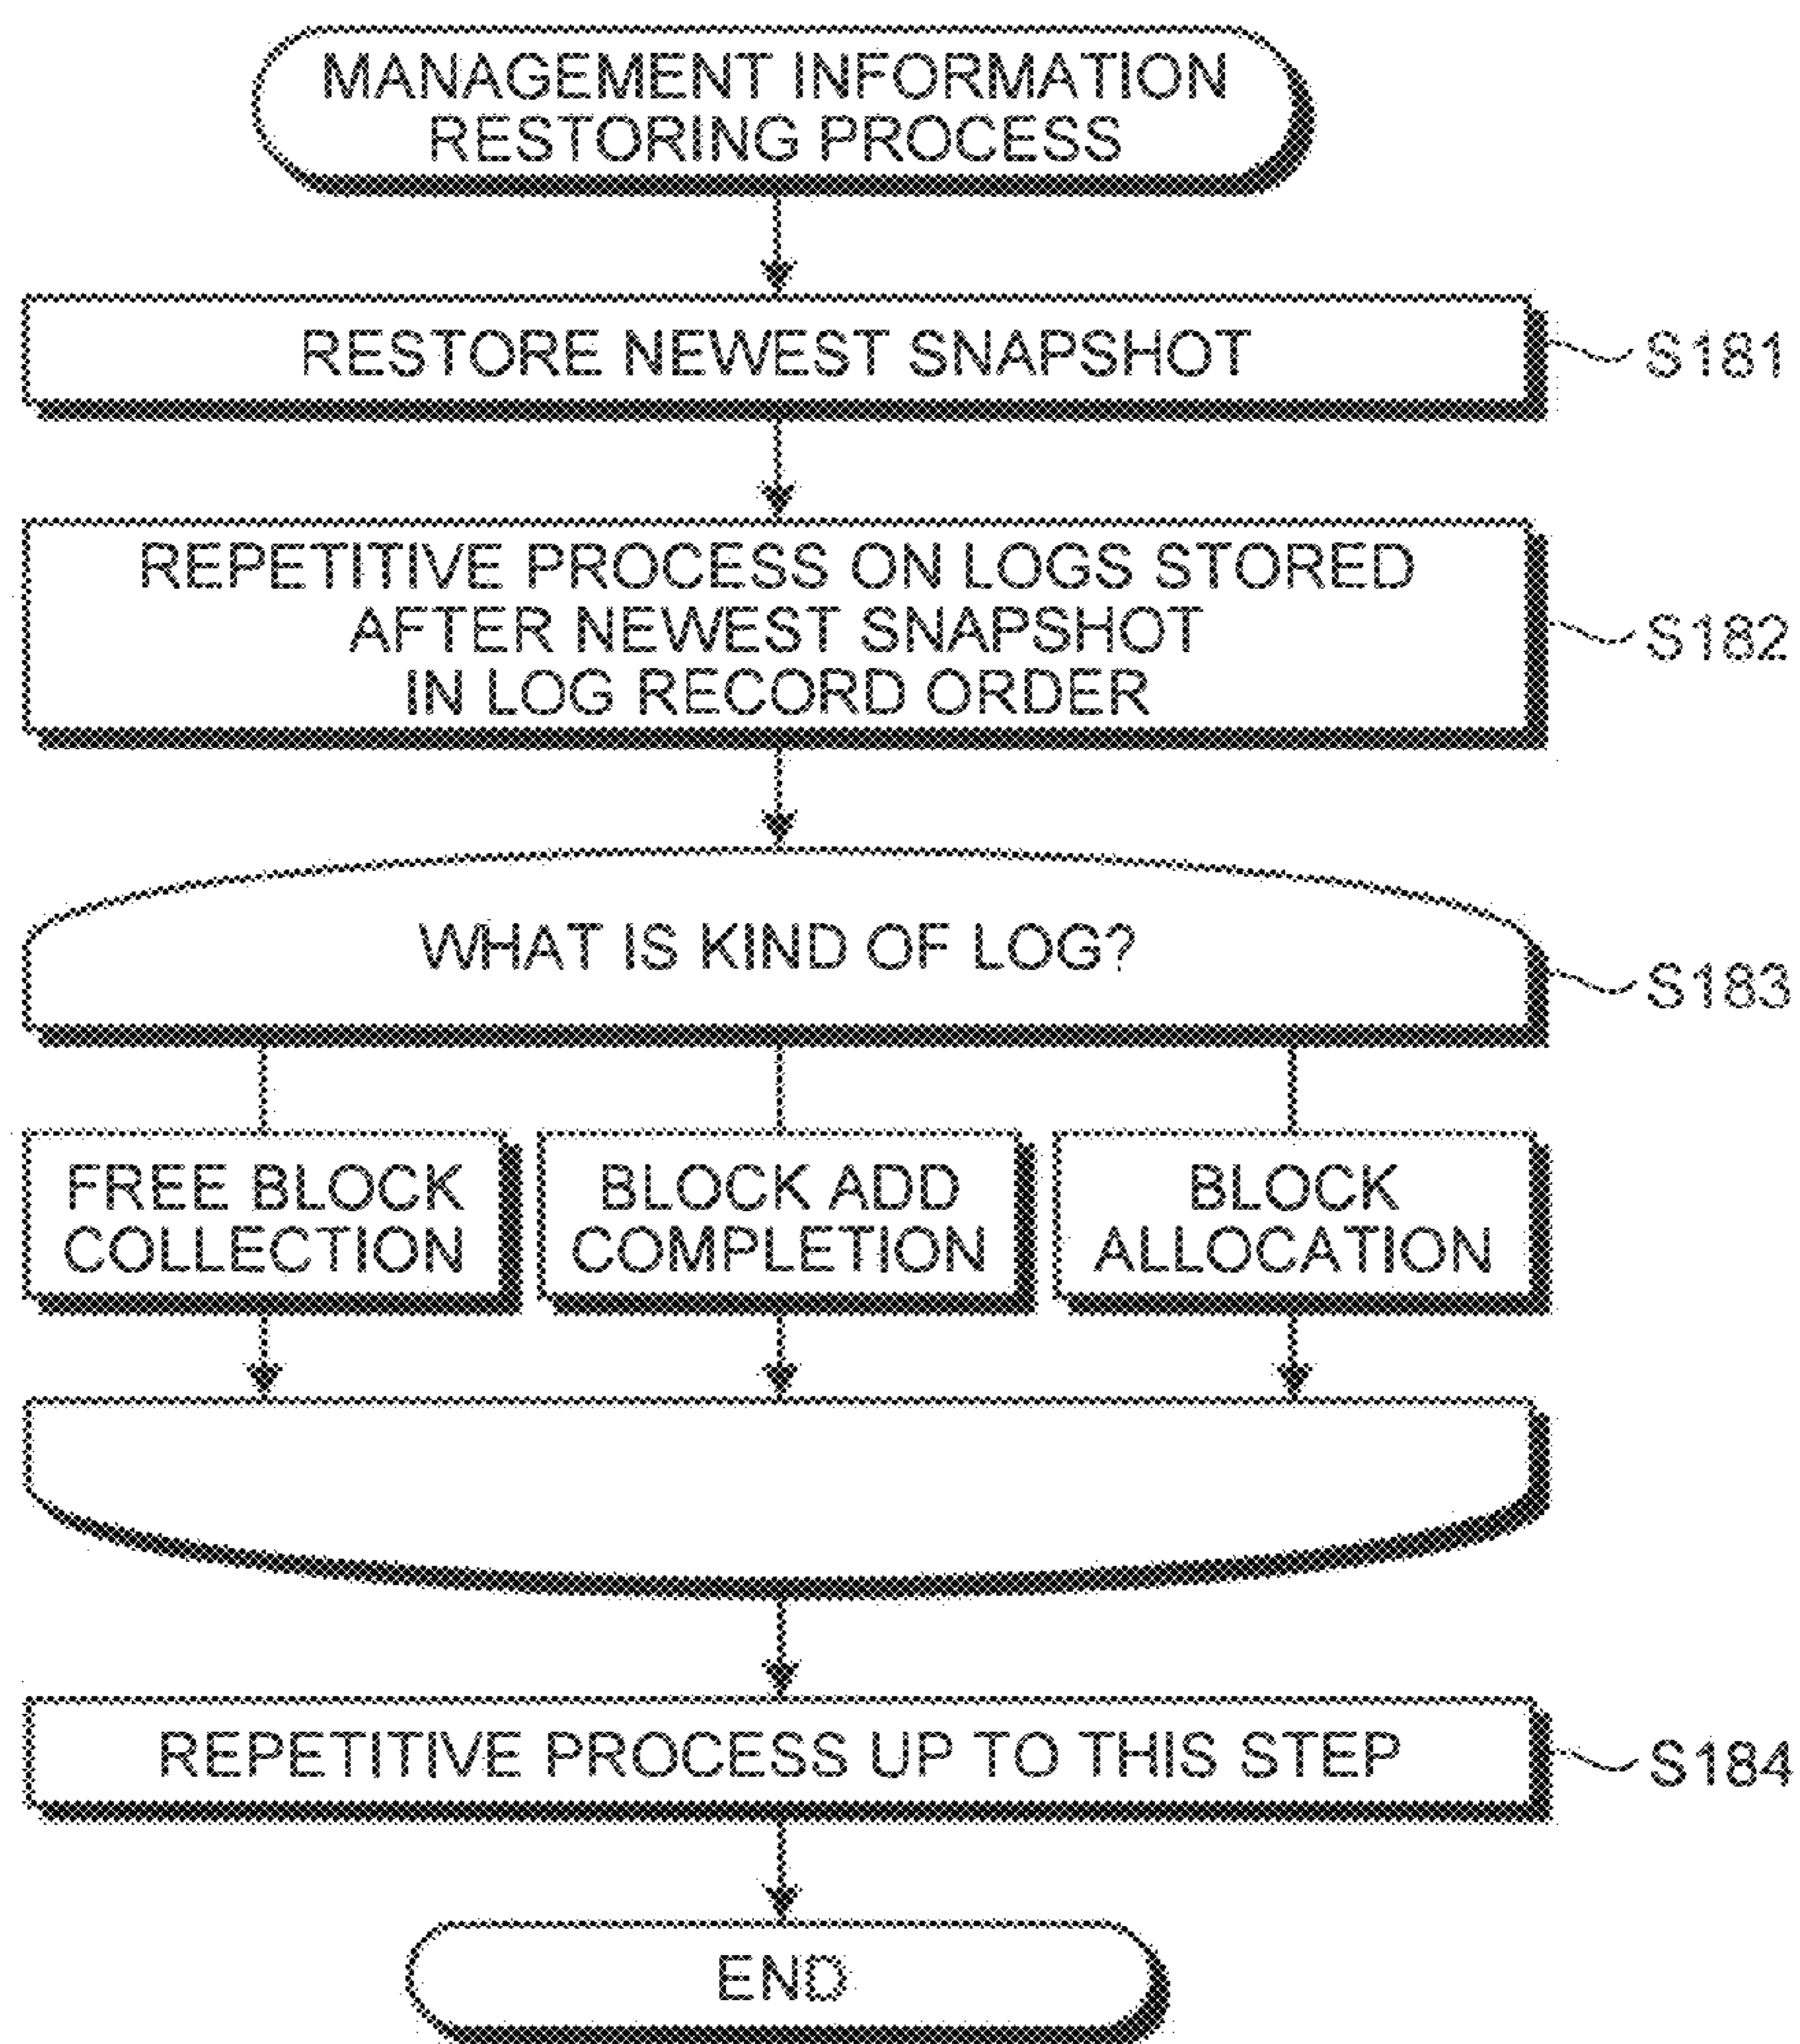 MANAGEMENT INFORMATION
RESTORING PROCESS
RESTORE NEWEST SNAPSHOT
S181
REPETITIVE PROCESS ON LOGS STORED
AFTER NEWEST SNAPSHOT
IN LOG RECORD ORDER
S182
WHAT IS KIND OF LOG?
S183
FREE BLOCK
COLLECTION
BLOCK ADD
COMPLETION
BLOCK
ALLOCATION
REPETITIVE PROCESS UP TO THIS STEP
S184
END